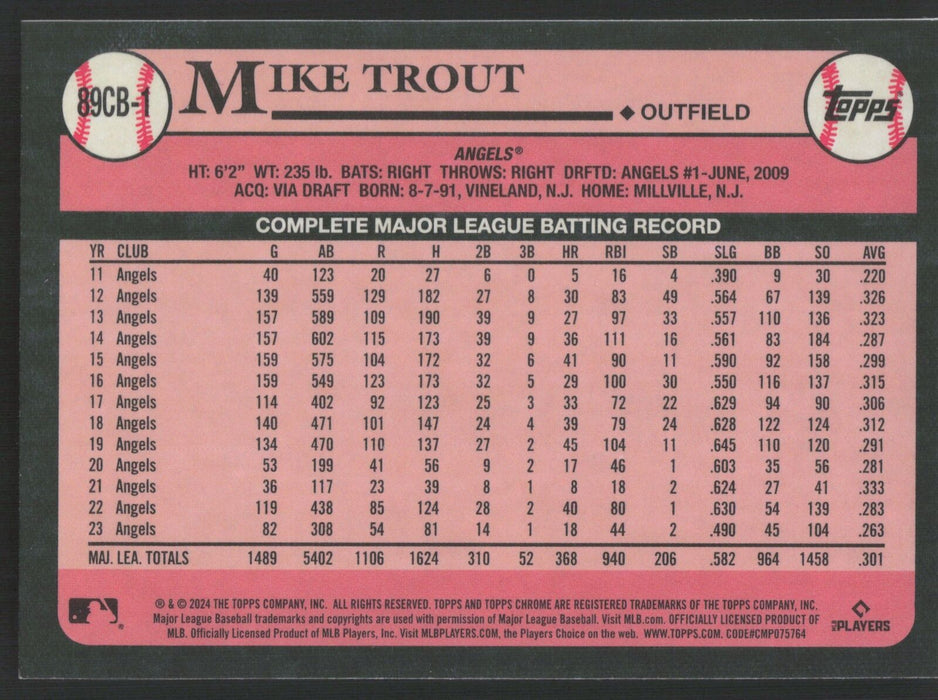 89CB-1
MIKE TROUT
◆ OUTFIELD
topps
ANGELS®
HT: 6'2" WT: 235 lb. BATS: RIGHT THROWS: RIGHT DRFTD: ANGELS #1-JUNE, 2009
ACQ: VIA DRAFT BORN: 8-7-91, VINELAND, N.J. HOME: MILLVILLE, N.J.
COMPLETE MAJOR LEAGUE BATTING RECORD
YR CLUB G AB R H 2B 3B HR RBI SB SLG BB SO AVG
11 Angels 40 123 20 27 6 0 5 16 4 .390 9 30 .220
12 Angels 139 559 129 182 27 8 30 83 49 .564 67 139 .326
13 Angels 157 589 109 190 39 9 27 97 33 .557 110 136 .323
14 Angels 157 602 115 173 39 9 36 111 16 .561 83 184 .287
15 Angels 159 575 104 172 32 6 41 90 11 .590 92 158 .299
16 Angels 159 549 123 173 32 5 29 100 30 .550 116 137 .315
17 Angels 114 402 92 123 25 3 33 72 22 .629 94 90 .306
18 Angels 140 471 101 147 24 4 39 79 24 .628 122 124 .312
19 Angels 134 470 110 137 27 2 45 104 11 .645 110 120 .291
20 Angels 53 199 41 56 9 2 17 46 1 .603 35 56 .281
21 Angels 36 117 23 39 8 1 8 18 2 .624 27 41 .333
22 Angels 119 438 85 124 28 2 40 80 1 .630 54 139 .283
23 Angels 82 308 54 81 14 1 18 44 2 .490 45 104 .263
MAJ. LEA. TOTALS 1489 5402 1106 1624 310 52 368 940 206 .582 964 1458 .301
® & © 2024 THE TOPPS COMPANY, INC. ALL RIGHTS RESERVED. TOPPS AND TOPPS CHROME ARE REGISTERED TRADEMARKS OF THE TOPPS COMPANY, INC.
Major League Baseball trademarks and copyrights are used with permission of Major League Baseball. Visit MLB.com. OFFICIALLY LICENSED PRODUCT OF
MLB. Officially Licensed Product of MLB Players, Inc. Visit MLBPLAYERS.COM, the Players Choice on the web. WWW.TOPPS.COM. CODE#CMP075764
®
MLB PLAYERS